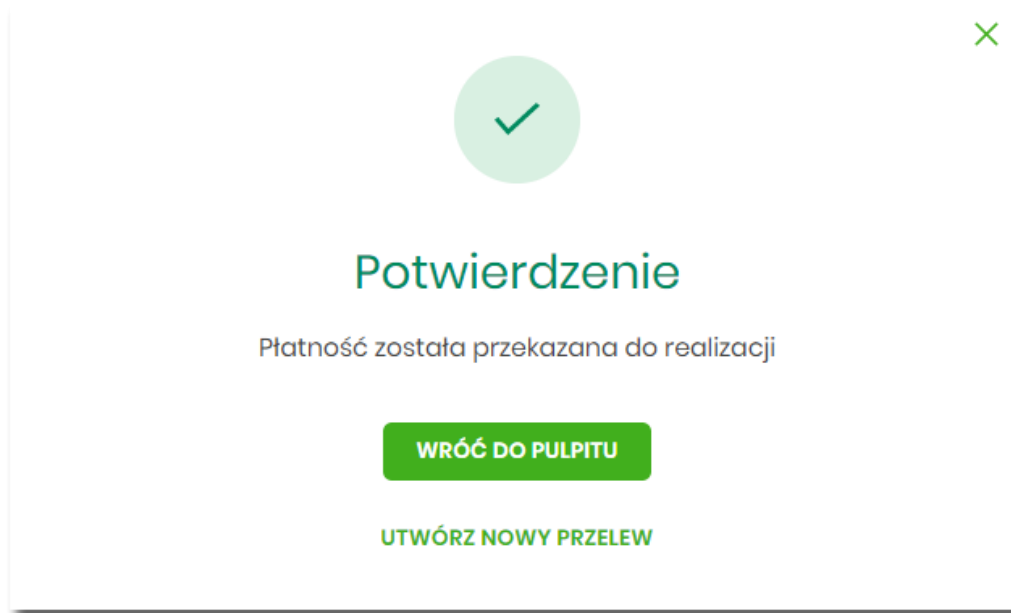 Potwierdzenie
Płatność została przekazana do realizacji
WRÓĆ DO PULPITU
UTWÓRZ NOWY PRZELEW